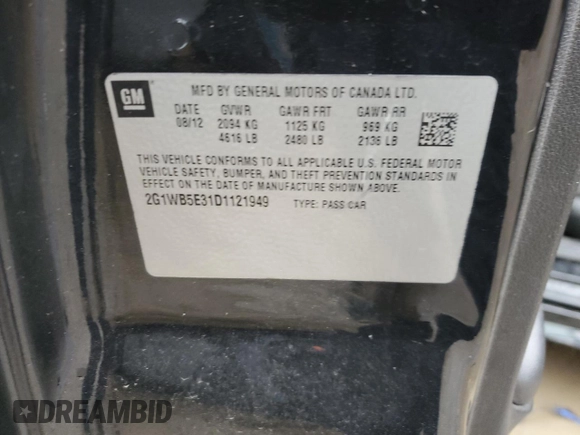 GM
MFD BY GENERAL MOTORS OF CANADA LTD.
DATE GVWR GAWR FRT GAWR RR
08/12 2094 KG 1125 KG 969 KG
4616 LB 2480 LB 2136 LB
THIS VEHICLE CONFORMS TO ALL APPLICABLE U.S. FEDERAL MOTOR
VEHICLE SAFETY, BUMPER, AND THEFT PREVENTION STANDARDS IN
EFFECT ON THE DATE OF MANUFACTURE SHOWN ABOVE.
2G1WB5E31D1121949 TYPE: PASS CAR
DREAMBID